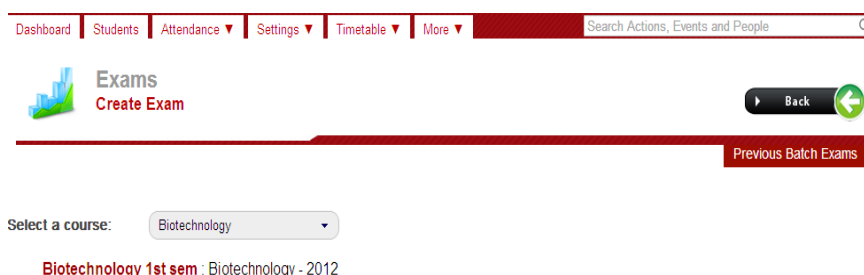 Dashboard Students Attendance ▼ Settings ▼ Timetable ▼ More ▼ Search Actions, Events and People
Exams
Create Exam
Back
Previous Batch Exams
Select a course: Biotechnology
Biotechnology 1st sem : Biotechnology - 2012